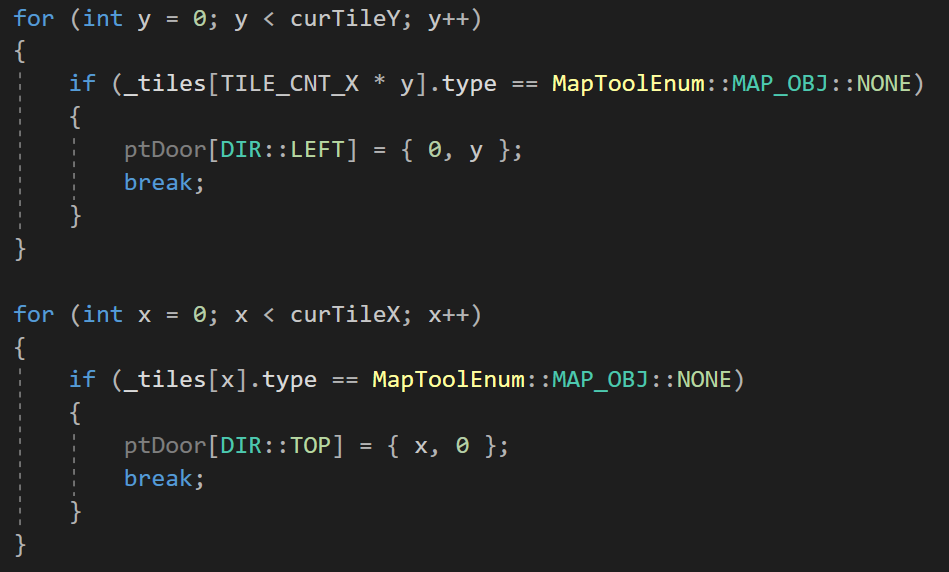 for (int y = 0; y < curTileY; y++)
{
    if (_tiles[TILE_CNT_X * y].type == MapToolEnum::MAP_OBJ::NONE)
    {
        ptDoor[DIR::LEFT] = { 0, y };
        break;
    }
}

for (int x = 0; x < curTileX; x++)
{
    if (_tiles[x].type == MapToolEnum::MAP_OBJ::NONE)
    {
        ptDoor[DIR::TOP] = { x, 0 };
        break;
    }
}